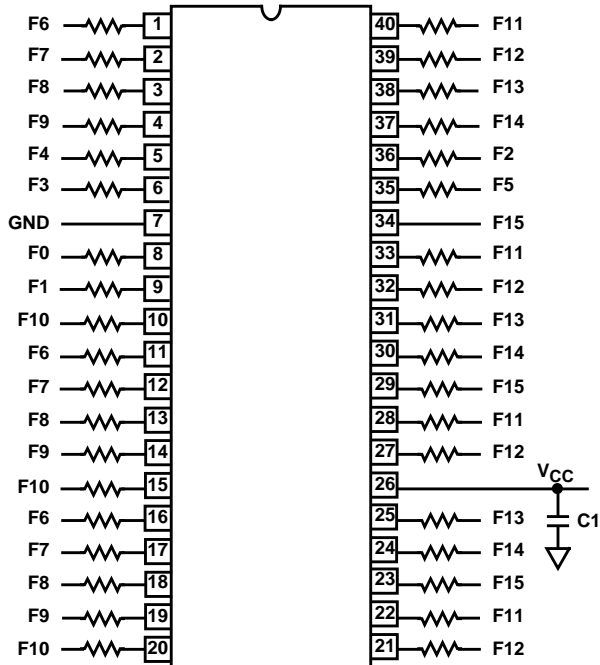 F6 1 40 F11
F7 2 39 F12
F8 3 38 F13
F9 4 37 F14
F4 5 36 F2
F3 6 35 F5
GND 7 34 F15
F0 8 33 F11
F1 9 32 F12
F10 10 31 F13
F6 11 30 F14
F7 12 29 F15
F8 13 28 F11
F9 14 27 F12
VCC
F10 15 26
F6 16 25 F13 C1
F7 17 24 F14
F8 18 23 F15
F9 19 22 F11
F10 20 21 F12